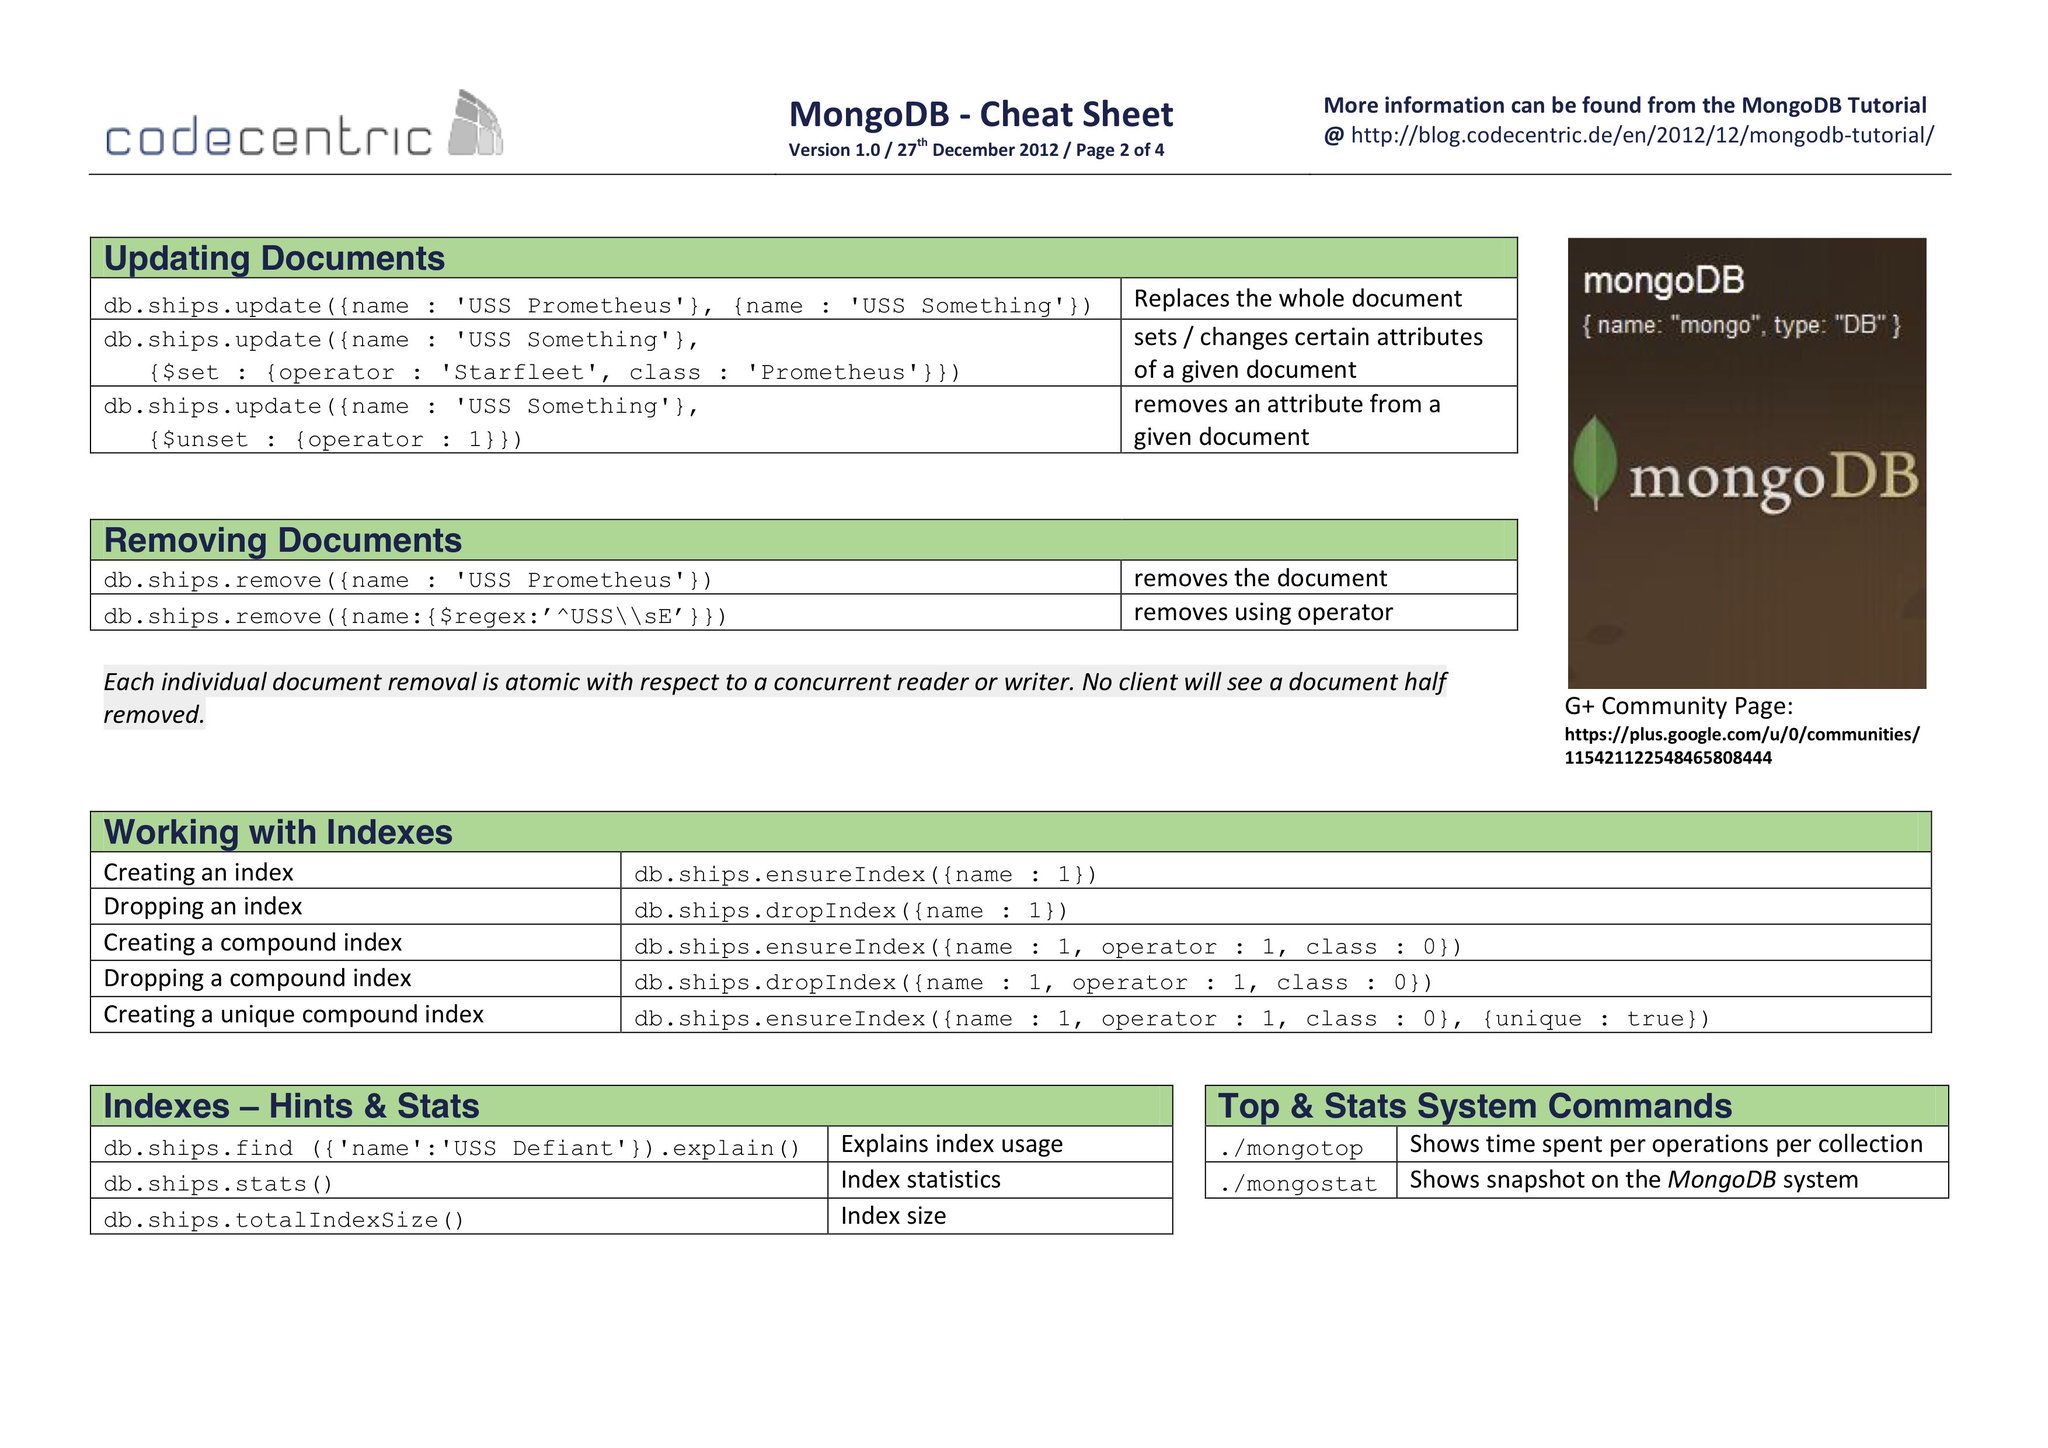 codecentric
MongoDB - Cheat Sheet
Version 1.0 / 27th December 2012 / Page 2 of 4
More information can be found from the MongoDB Tutorial
@ http://blog.codecentric.de/en/2012/12/mongodb-tutorial/
Updating Documents
db.ships.update({name : 'USS Prometheus'}, {name : 'USS Something'})
Replaces the whole document
db.ships.update({name : 'USS Something'},
{$set : {operator : 'Starfleet', class : 'Prometheus'}})
sets / changes certain attributes
of a given document
db.ships.update({name : 'USS Something'},
{$unset : {operator : 1}})
removes an attribute from a
given document
mongoDB
{ name: "mongo", type: "DB" }
mongoDB
G+ Community Page:
https://plus.google.com/u/0/communities/
115421122548465808444
Removing Documents
db.ships.remove({name : 'USS Prometheus'})
removes the document
db.ships.remove({name:{$regex:’^USS\\sE’}})
removes using operator
Each individual document removal is atomic with respect to a concurrent reader or writer. No client will see a document half
removed.
Working with Indexes
Creating an index
db.ships.ensureIndex({name : 1})
Dropping an index
db.ships.dropIndex({name : 1})
Creating a compound index
db.ships.ensureIndex({name : 1, operator : 1, class : 0})
Dropping a compound index
db.ships.dropIndex({name : 1, operator : 1, class : 0})
Creating a unique compound index
db.ships.ensureIndex({name : 1, operator : 1, class : 0}, {unique : true})
Indexes – Hints & Stats
db.ships.find ({'name':'USS Defiant'}).explain()
Explains index usage
db.ships.stats()
Index statistics
db.ships.totalIndexSize()
Index size
Top & Stats System Commands
./mongotop
Shows time spent per operations per collection
./mongostat
Shows snapshot on the MongoDB system